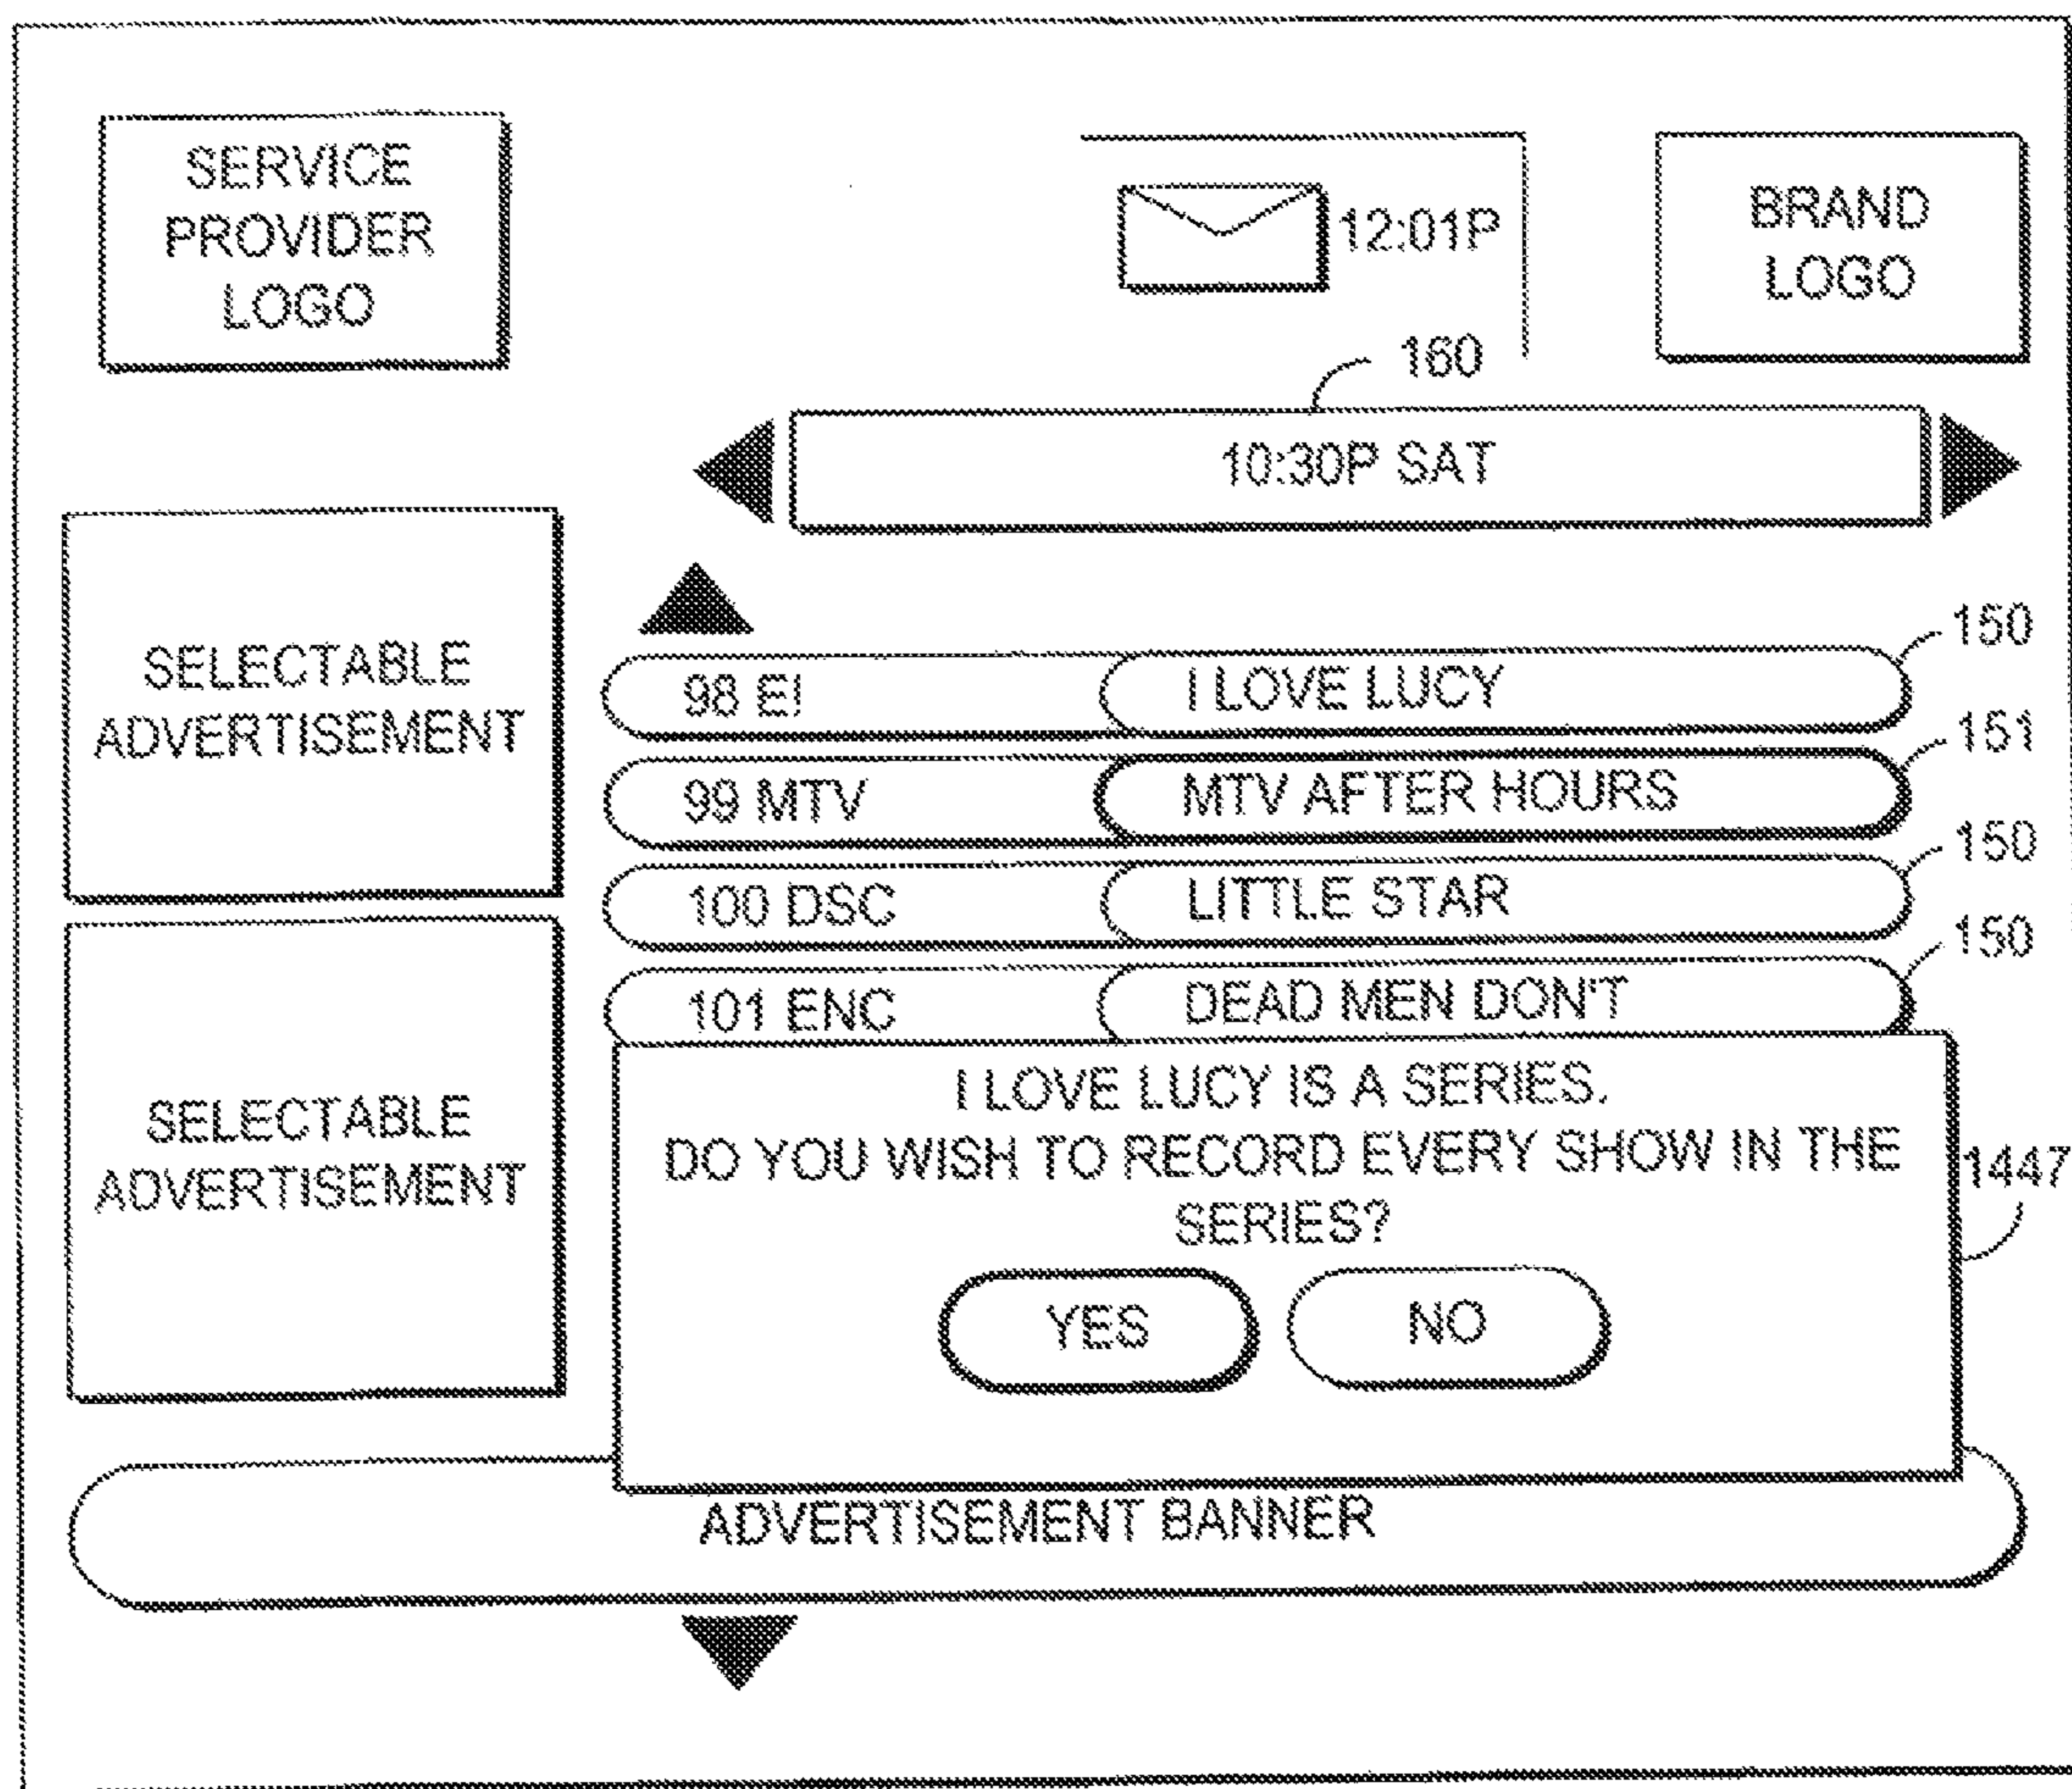 SERVICE
PROVIDER
LOGO
12:01P
BRAND
LOGO
160
10:30P SAT
SELECTABLE
ADVERTISEMENT
150
98 E! I LOVE LUCY
151
99 MTV MTV AFTER HOURS
150
100 DSC LITTLE STAR
150
101 ENC DEAD MEN DON'T
SELECTABLE
ADVERTISEMENT
I LOVE LUCY IS A SERIES.
DO YOU WISH TO RECORD EVERY SHOW IN THE
SERIES?
1447
YES NO
ADVERTISEMENT BANNER